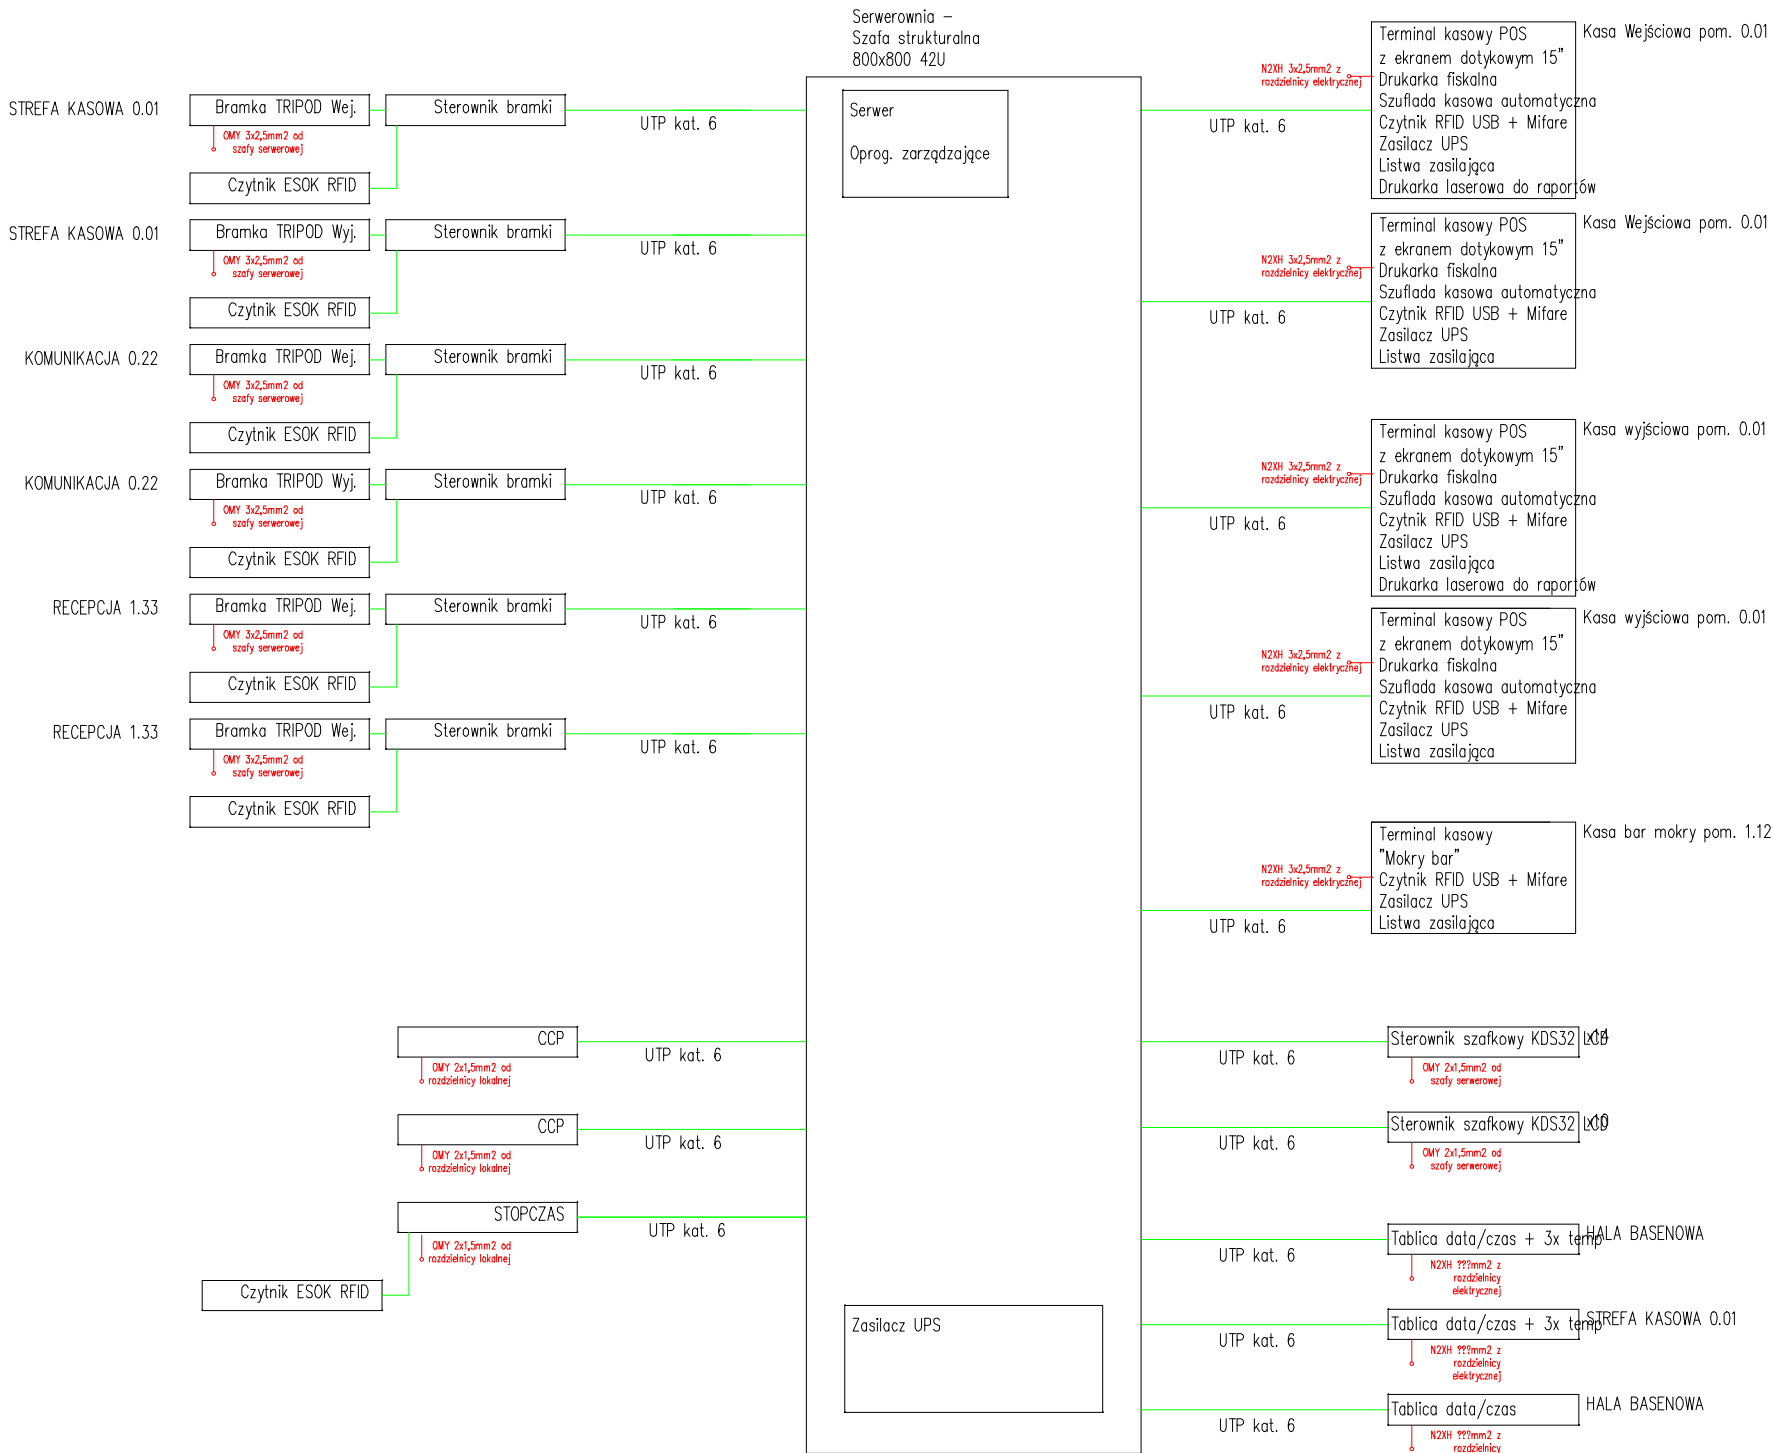 Serwerownia –
Szafa strukturalna
800x800 42U
Serwer
Oprog. zarządzające
Zasilacz UPS
STREFA KASOWA 0.01
Bramka TRIPOD Wej.
Sterownik bramki
UTP kat. 6
OMY 3x2,5mm2 od
szafy serwerowej
Czytnik ESOK RFID
STREFA KASOWA 0.01
Bramka TRIPOD Wyj.
Sterownik bramki
UTP kat. 6
OMY 3x2,5mm2 od
szafy serwerowej
Czytnik ESOK RFID
KOMUNIKACJA 0.22
Bramka TRIPOD Wej.
Sterownik bramki
UTP kat. 6
OMY 3x2,5mm2 od
szafy serwerowej
Czytnik ESOK RFID
KOMUNIKACJA 0.22
Bramka TRIPOD Wyj.
Sterownik bramki
UTP kat. 6
OMY 3x2,5mm2 od
szafy serwerowej
Czytnik ESOK RFID
RECEPCJA 1.33
Bramka TRIPOD Wej.
Sterownik bramki
UTP kat. 6
OMY 3x2,5mm2 od
szafy serwerowej
Czytnik ESOK RFID
RECEPCJA 1.33
Bramka TRIPOD Wej.
Sterownik bramki
UTP kat. 6
OMY 3x2,5mm2 od
szafy serwerowej
Czytnik ESOK RFID
CCP
UTP kat. 6
OMY 2x1,5mm2 od
rozdzielnicy lokalnej
CCP
UTP kat. 6
OMY 2x1,5mm2 od
rozdzielnicy lokalnej
STOPCZAS
UTP kat. 6
OMY 2x1,5mm2 od
rozdzielnicy lokalnej
Czytnik ESOK RFID
Kasa Wejściowa pom. 0.01
N2XH 3x2,5mm2 z
rozdzielnicy elektrycznej
UTP kat. 6
Terminal kasowy POS
z ekranem dotykowym 15"
Drukarka fiskalna
Szuflada kasowa automatyczna
Czytnik RFID USB + Mifare
Zasilacz UPS
Listwa zasilająca
Drukarka laserowa do raportów
Kasa Wejściowa pom. 0.01
N2XH 3x2,5mm2 z
rozdzielnicy elektrycznej
UTP kat. 6
Terminal kasowy POS
z ekranem dotykowym 15"
Drukarka fiskalna
Szuflada kasowa automatyczna
Czytnik RFID USB + Mifare
Zasilacz UPS
Listwa zasilająca
Kasa wyjściowa pom. 0.01
N2XH 3x2,5mm2 z
rozdzielnicy elektrycznej
UTP kat. 6
Terminal kasowy POS
z ekranem dotykowym 15"
Drukarka fiskalna
Szuflada kasowa automatyczna
Czytnik RFID USB + Mifare
Zasilacz UPS
Listwa zasilająca
Drukarka laserowa do raportów
Kasa wyjściowa pom. 0.01
N2XH 3x2,5mm2 z
rozdzielnicy elektrycznej
UTP kat. 6
Terminal kasowy POS
z ekranem dotykowym 15"
Drukarka fiskalna
Szuflada kasowa automatyczna
Czytnik RFID USB + Mifare
Zasilacz UPS
Listwa zasilająca
Kasa bar mokry pom. 1.12
N2XH 3x2,5mm2 z
rozdzielnicy elektrycznej
UTP kat. 6
Terminal kasowy
"Mokry bar"
Czytnik RFID USB + Mifare
Zasilacz UPS
Listwa zasilająca
UTP kat. 6
Sterownik szafkowy KDS32 LCD x14
OMY 2x1,5mm2 od
szafy serwerowej
UTP kat. 6
Sterownik szafkowy KDS32 LCD x10
OMY 2x1,5mm2 od
szafy serwerowej
UTP kat. 6
Tablica data/czas + 3x temp
HALA BASENOWA
N2XH ???mm2 z
rozdzielnicy
elektrycznej
UTP kat. 6
Tablica data/czas + 3x temp
STREFA KASOWA 0.01
N2XH ???mm2 z
rozdzielnicy
elektrycznej
UTP kat. 6
Tablica data/czas
HALA BASENOWA
N2XH ???mm2 z
rozdzielnicy